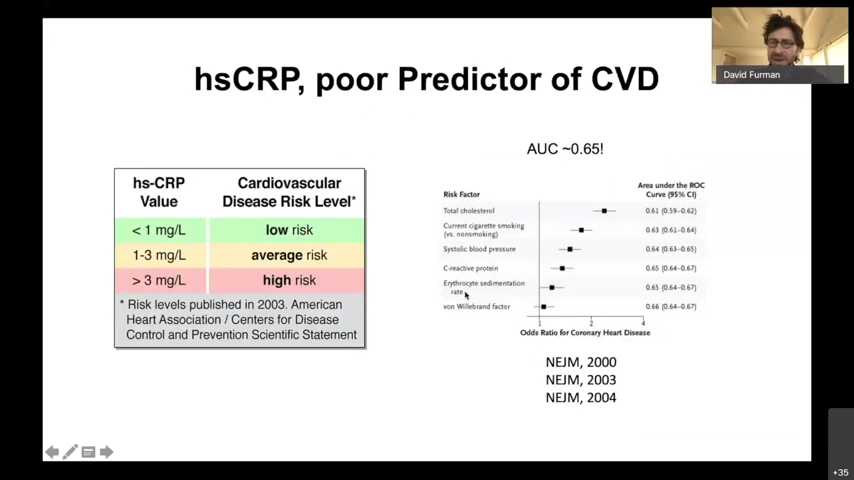 hsCRP, poor Predictor of CVD
David Furman
hs-CRP
Value
Cardiovascular
Disease Risk Level*
< 1 mg/L
low risk
1-3 mg/L
average risk
> 3 mg/L
high risk
* Risk levels published in 2003. American
Heart Association / Centers for Disease
Control and Prevention Scientific Statement
AUC ~0.65!
Risk Factor
Area under the ROC
Curve (95% CI)
Total cholesterol
0.61 (0.59–0.62)
Current cigarette smoking
(vs. nonsmoking)
0.63 (0.61–0.64)
Systolic blood pressure
0.64 (0.63–0.65)
C-reactive protein
0.65 (0.64–0.67)
Erythrocyte sedimentation
rate
0.65 (0.64–0.67)
von Willebrand factor
0.66 (0.64–0.67)
1 2 4
Odds Ratio for Coronary Heart Disease
NEJM, 2000
NEJM, 2003
NEJM, 2004
+35